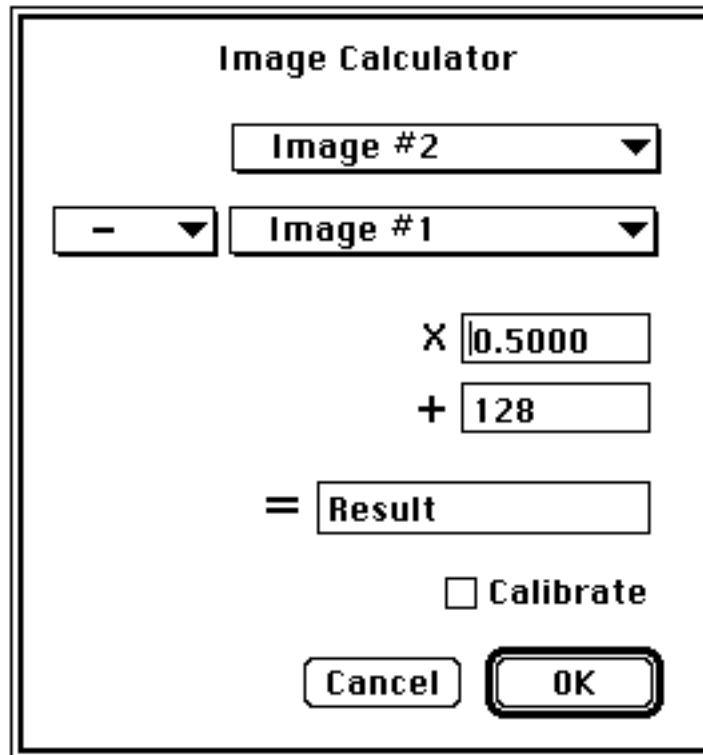 Image Calculator
Image #2
- Image #1
X 0.5000
+ 128
= Result
Calibrate
Cancel OK